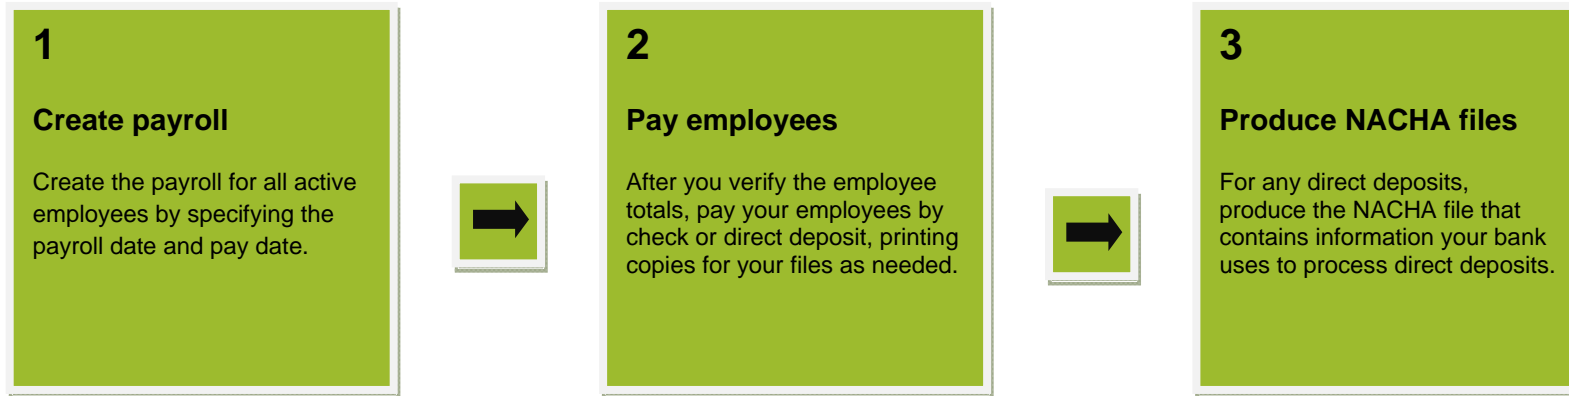 1
Create payroll
Create the payroll for all active
employees by specifying the
payroll date and pay date.
2
Pay employees
After you verify the employee
totals, pay your employees by
check or direct deposit, printing
copies for your files as needed.
3
Produce NACHA files
For any direct deposits,
produce the NACHA file that
contains information your bank
uses to process direct deposits.